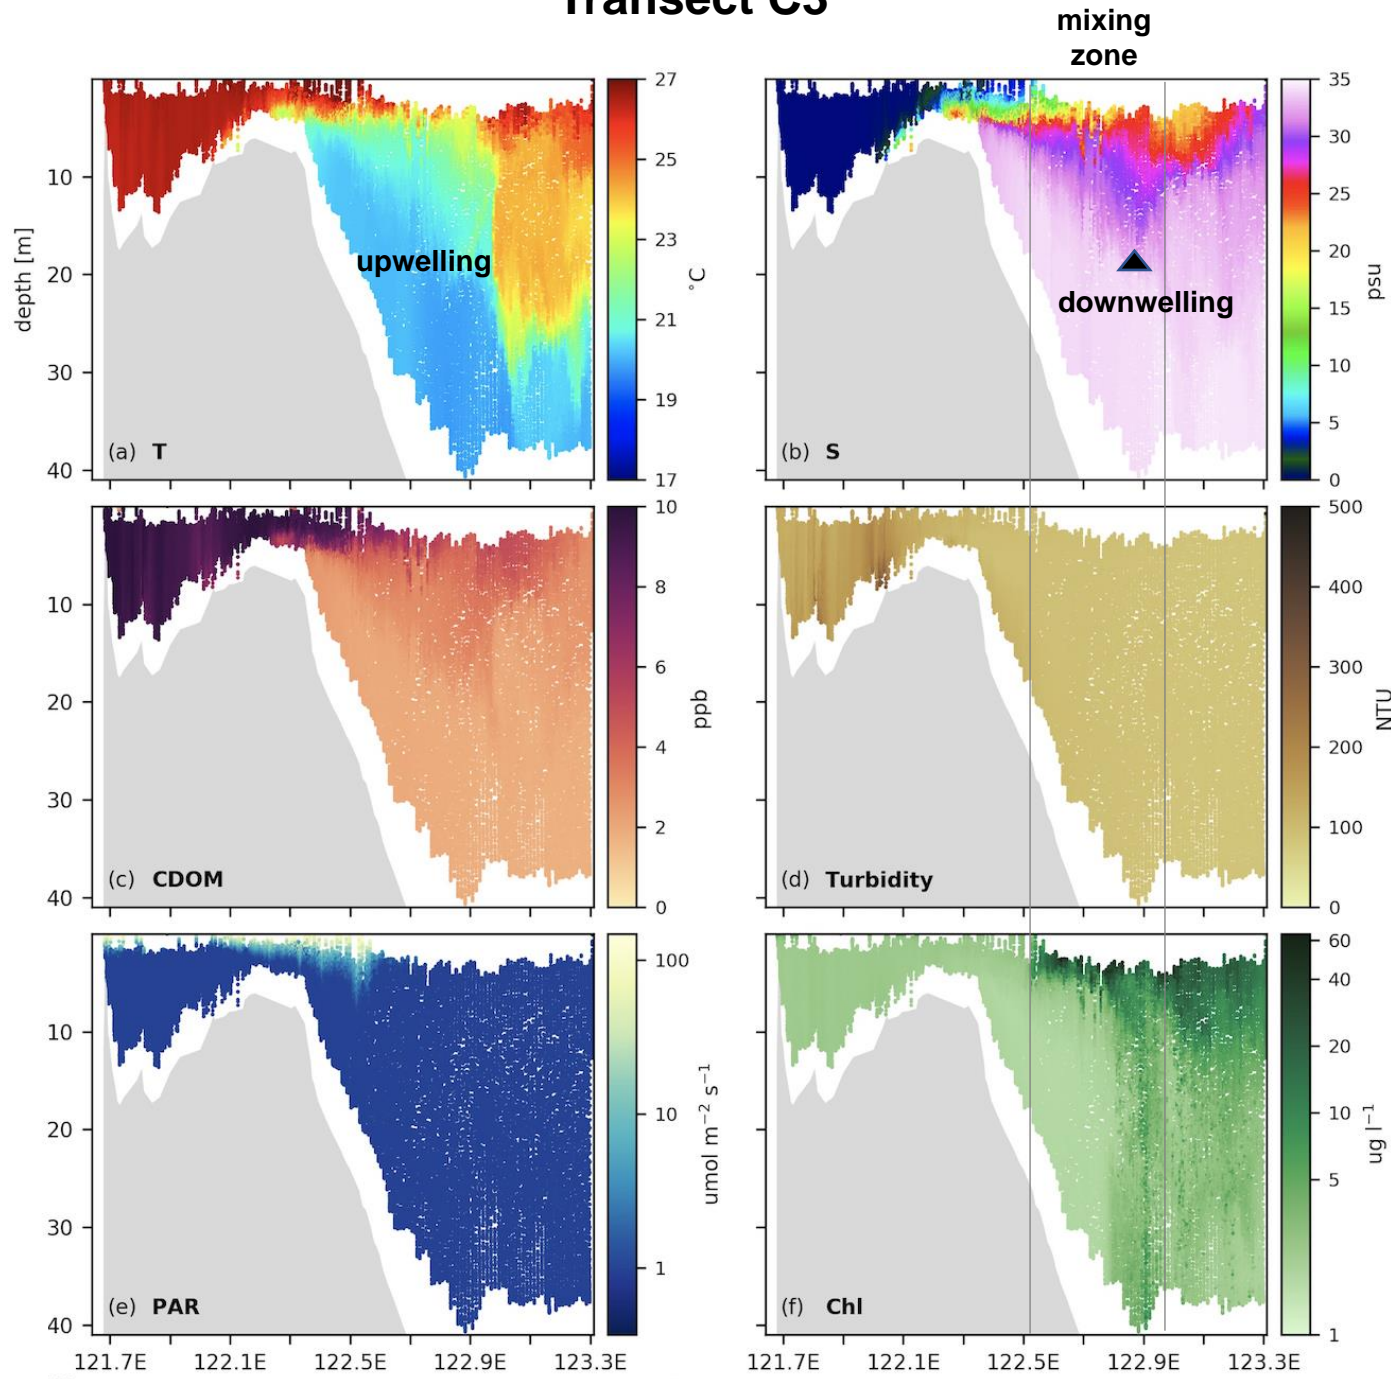 Transect C3
mixing
zone
27
25
23
21
19
17
°C
10
20
30
40
depth [m]
upwelling
(a) T
35
30
25
20
15
10
5
0
psu
downwelling
(b) S
10
8
6
4
2
0
ppb
10
20
30
40
(c) CDOM
500
400
300
200
100
0
NTU
(d) Turbidity
100
10
1
umol m⁻² s⁻¹
10
20
30
40
(e) PAR
121.7E 122.1E 122.5E 122.9E 123.3E
60
40
20
10
5
1
ug l⁻¹
(f) Chl
121.7E 122.1E 122.5E 122.9E 123.3E